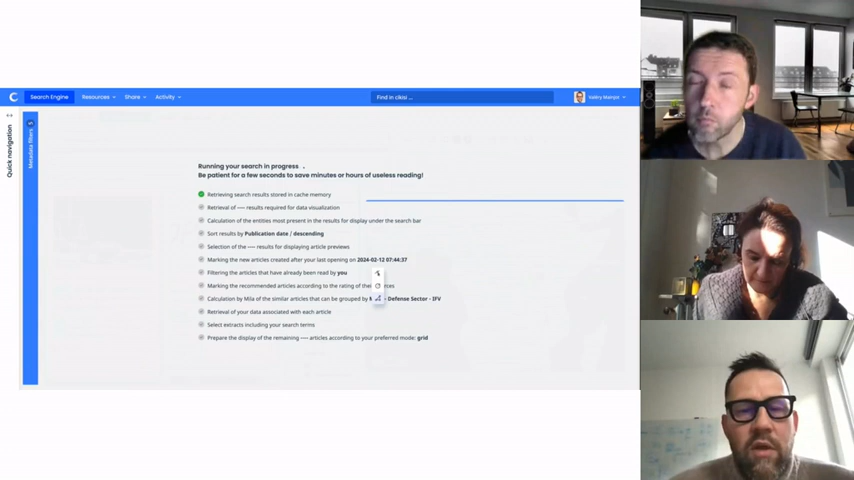 Search Engine Resources Share Activity Find in cikisi ... Valéry Marcjoi
Quick navigation
Metadata filters
Running your search in progress .
Be patient for a few seconds to save minutes or hours of useless reading!
Retrieving search results stored in cache memory
Retrieval of ---- results required for data visualization
Calculation of the entities most present in the results for display under the search bar
Sort results by Publication date / descending
Selection of the ---- results for displaying article previews
Marking the new articles created after your last opening on 2024-02-12 07:44:37
Filtering the articles that have already been read by you
Marking the recommended articles according to the rating of the
Calculation by Mila of the similar articles that can be grouped by - Defense Sector - IFV
Retrieval of your data associated with each article
Select extracts including your search terms
Prepare the display of the remaining ---- articles according to your preferred mode: grid